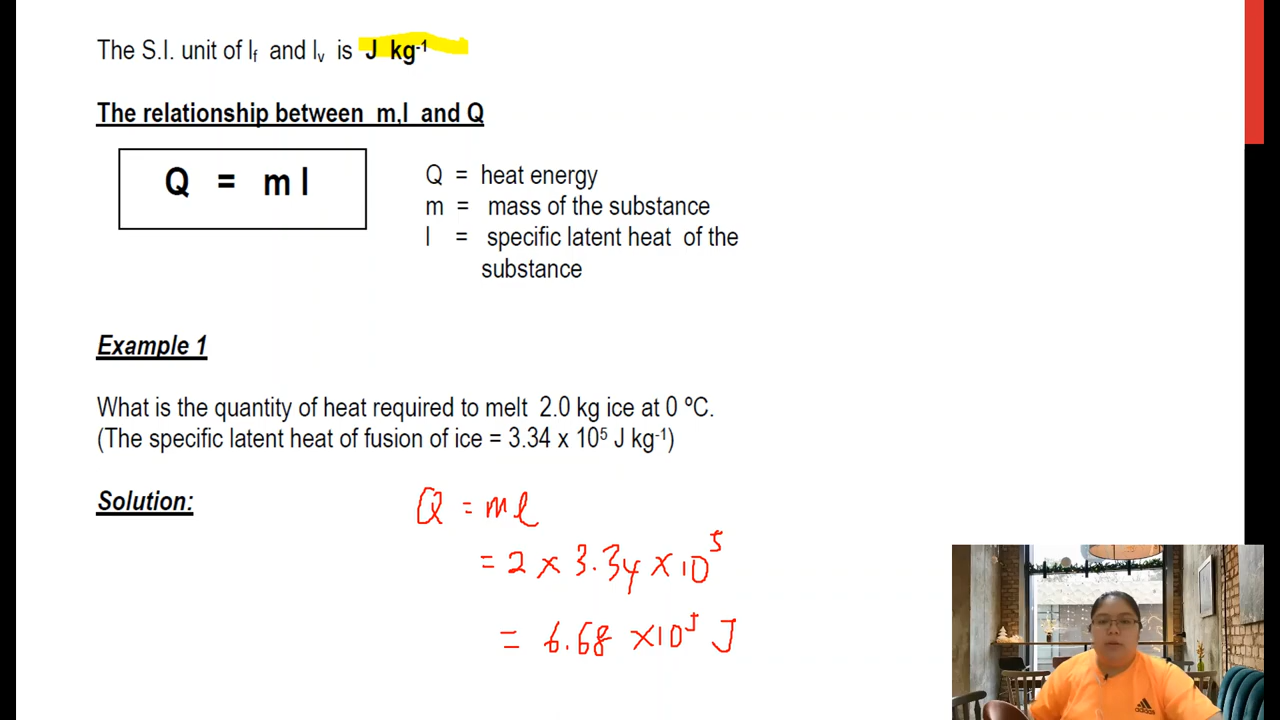 The S.I. unit of lf and lv is J kg-¹
The relationship between m,l and Q
Q = m l
Q = heat energy
m = mass of the substance
l = specific latent heat of the
substance
Example 1
What is the quantity of heat required to melt 2.0 kg ice at 0 ºC.
(The specific latent heat of fusion of ice = 3.34 x 10⁵ J kg-¹)
Solution:
Q = ml
= 2 × 3.34 × 10⁵
= 6.68 × 10⁵ J
adidas